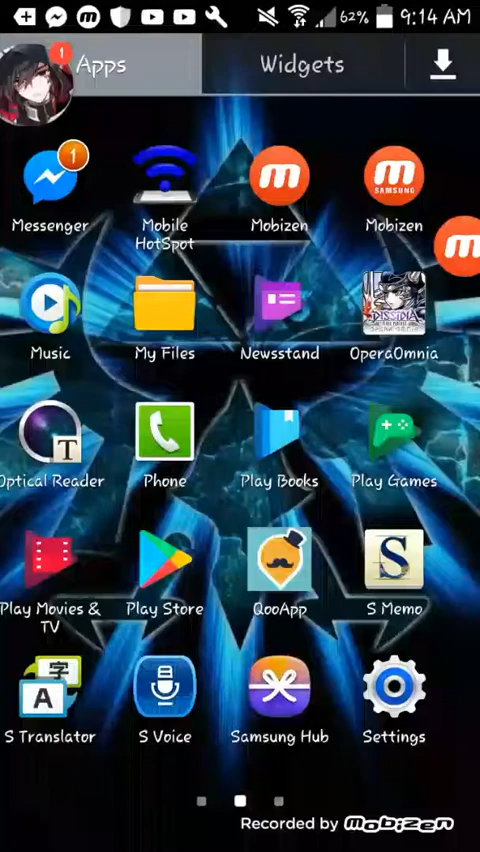 62% 9:14 AM
1
Apps Widgets
1
m m
SAMSUNG
Messenger Mobile HotSpot Mobizen Mobizen
m
DISSIDIA
Music My Files Newsstand OperaOmnia
T
Optical Reader Phone Play Books Play Games
S
Play Movies & TV Play Store QooApp S Memo
字
A
S Translator S Voice Samsung Hub Settings
Recorded by mobizen